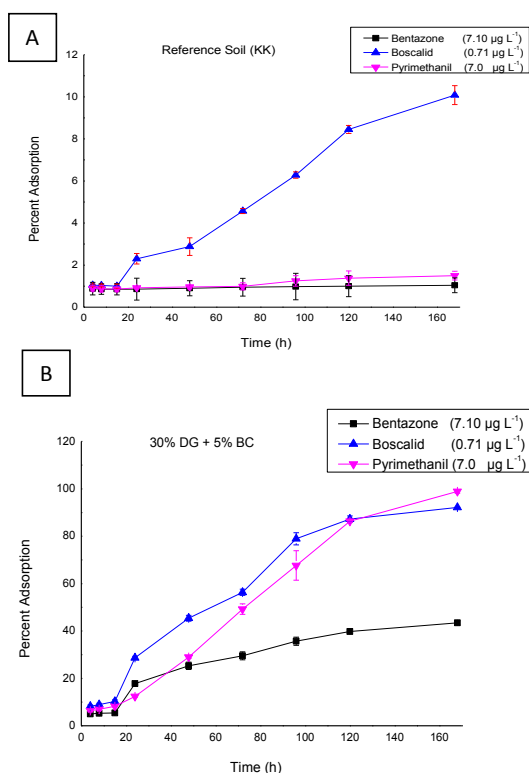 A
Reference Soil (KK)
Bentazone (7.10 µg L⁻¹)
Boscalid (0.71 µg L⁻¹)
Pyrimethanil (7.0 µg L⁻¹)
Percent Adsorption
12
10
8
6
4
2
0
0 20 40 60 80 100 120 140 160
Time (h)
B
30% DG + 5% BC
Bentazone (7.10 µg L⁻¹)
Boscalid (0.71 µg L⁻¹)
Pyrimethanil (7.0 µg L⁻¹)
Percent Adsorption
120
100
80
60
40
20
0
0 20 40 60 80 100 120 140 160
Time (h)